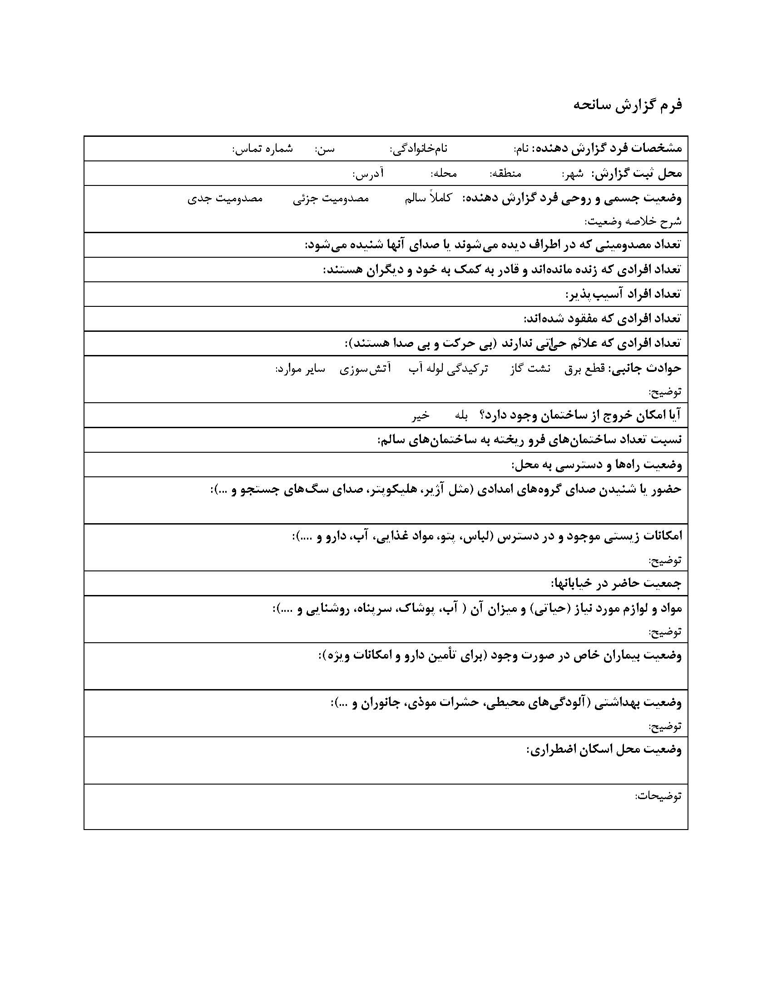 فرم گزارش سانحه
مشخصات فرد گزارش دهنده: نام: نام‌خانوادگی: سن: شماره تماس:
محل ثبت گزارش: شهر: منطقه: محله: آدرس:
وضعیت جسمی و روحی فرد گزارش دهنده: کاملاً سالم مصدومیت جزئی مصدومیت جدی
شرح خلاصه وضعیت:
تعداد مصدومینی که در اطراف دیده می‌شوند یا صدای آنها شنیده می‌شود:
تعداد افرادی که زنده مانده‌اند و قادر به کمک به خود و دیگران هستند:
تعداد افراد آسیب‌پذیر:
تعداد افرادی که مفقود شده‌اند:
تعداد افرادی که علائم حیاتی ندارند (بی حرکت و بی صدا هستند):
حوادث جانبی: قطع برق نشت گاز ترکیدگی لوله آب آتش‌سوزی سایر موارد:
توضیح:
آیا امکان خروج از ساختمان وجود دارد؟ بله خیر
نسبت تعداد ساختمان‌های فرو ریخته به ساختمان‌های سالم:
وضعیت راه‌ها و دسترسی به محل:
حضور یا شنیدن صدای گروه‌های امدادی (مثل آژیر، هلیکوپتر، صدای سگ‌های جستجو و ...):
امکانات زیستی موجود و در دسترس (لباس، پتو، مواد غذایی، آب، دارو و ....):
توضیح:
جمعیت حاضر در خیابانها:
مواد و لوازم مورد نیاز (حیاتی) و میزان آن ( آب، پوشاک، سرپناه، روشنایی و ....):
توضیح:
وضعیت بیماران خاص در صورت وجود (برای تأمین دارو و امکانات ویژه):
وضعیت بهداشتی (آلودگی‌های محیطی، حشرات موذی، جانوران و ...):
توضیح:
وضعیت محل اسکان اضطراری:
توضیحات: